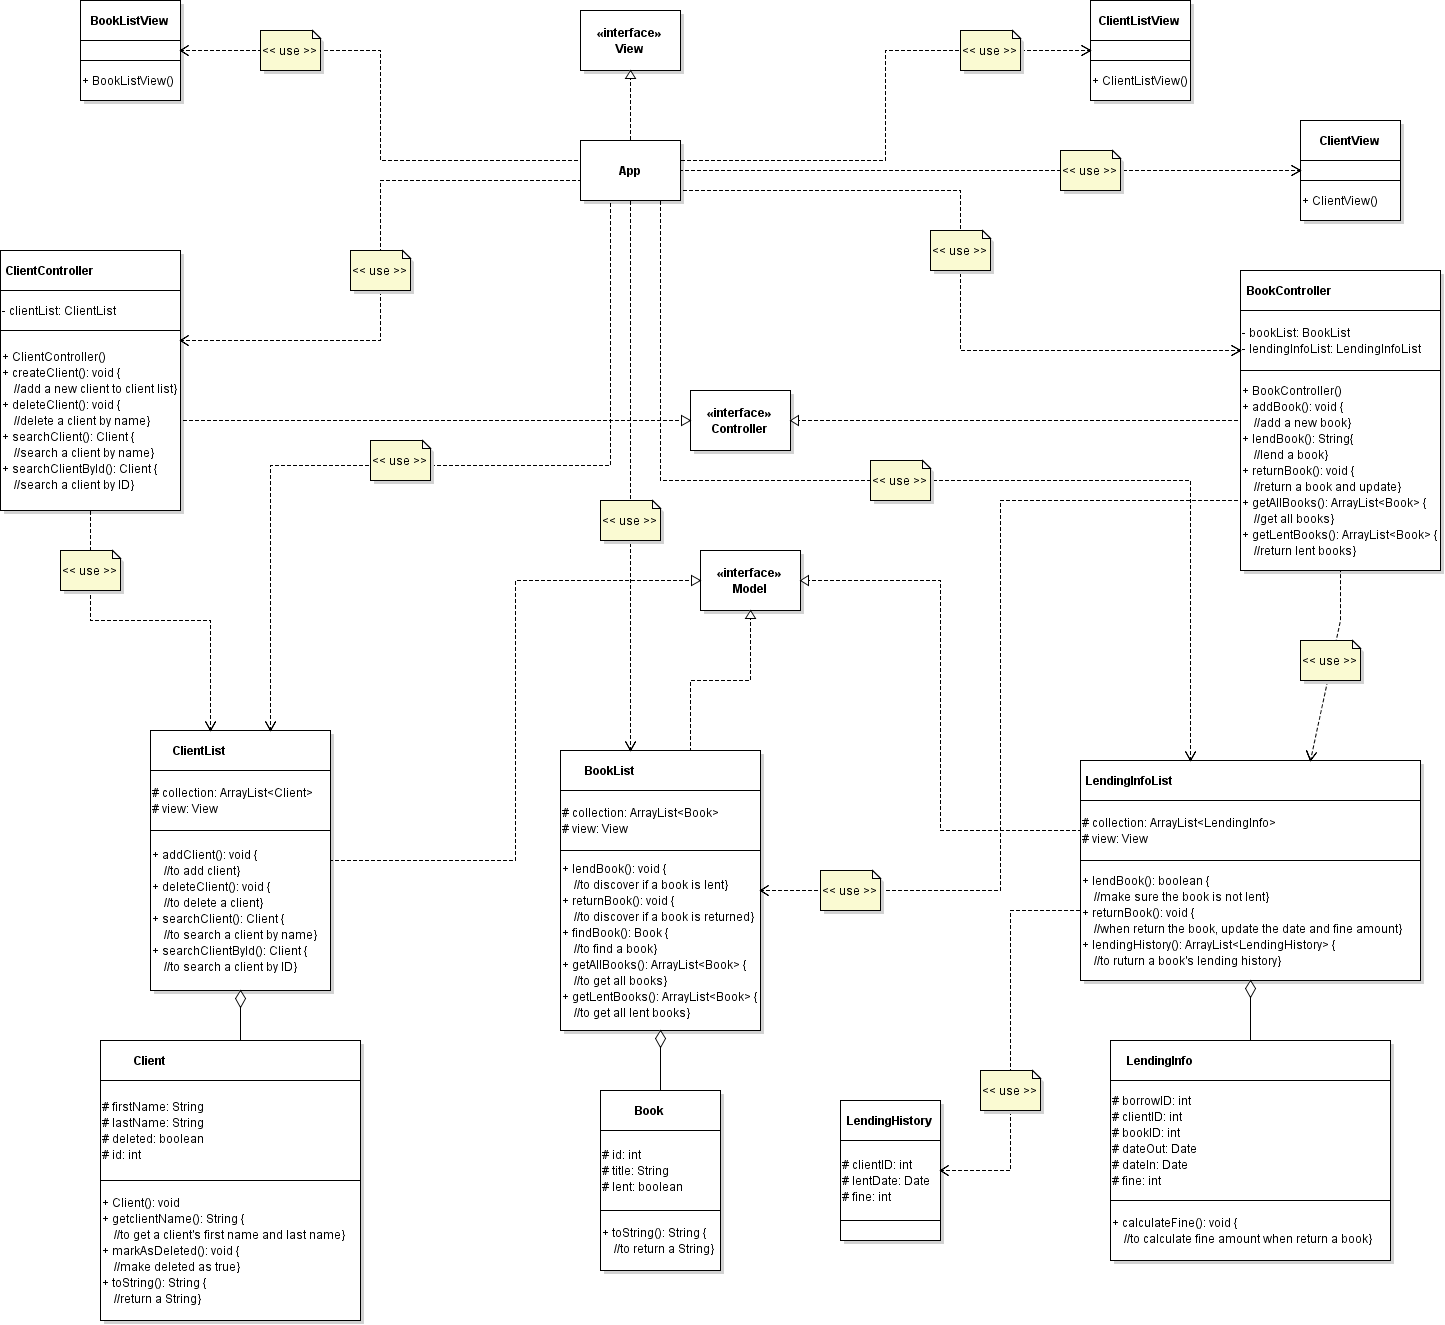 BookListView
+ BookListView()
<< use >>
«interface»
View
<< use >>
ClientListView
+ ClientListView()
App
<< use >>
ClientView
+ ClientView()
<< use >>
<< use >>
ClientController
- clientList: ClientList
+ ClientController()
+ createClient(): void {
//add a new client to client list}
+ deleteClient(): void {
//delete a client by name}
+ searchClient(): Client {
//search a client by name}
+ searchClientById(): Client {
//search a client by ID}
BookController
- bookList: BookList
- lendingInfoList: LendingInfoList
+ BookController()
+ addBook(): void {
//add a new book}
+ lendBook(): String{
//lend a book}
+ returnBook(): void {
//return a book and update}
+ getAllBooks(): ArrayList<Book> {
//get all books}
+ getLentBooks(): ArrayList<Book> {
//return lent books}
«interface»
Controller
<< use >>
<< use >>
<< use >>
<< use >>
«interface»
Model
<< use >>
ClientList
# collection: ArrayList<Client>
# view: View
+ addClient(): void {
//to add client}
+ deleteClient(): void {
//to delete a client}
+ searchClient(): Client {
//to search a client by name}
+ searchClientById(): Client {
//to search a client by ID}
BookList
# collection: ArrayList<Book>
# view: View
+ lendBook(): void {
//to discover if a book is lent}
+ returnBook(): void {
//to discover if a book is returned}
+ findBook(): Book {
//to find a book}
+ getAllBooks(): ArrayList<Book> {
//to get all books}
+ getLentBooks(): ArrayList<Book> {
//to get all lent books}
<< use >>
LendingInfoList
# collection: ArrayList<LendingInfo>
# view: View
+ lendBook(): boolean {
//make sure the book is not lent}
+ returnBook(): void {
//when return the book, update the date and fine amount}
+ lendingHistory(): ArrayList<LendingHistory> {
//to ruturn a book's lending history}
Client
# firstName: String
# lastName: String
# deleted: boolean
# id: int
+ Client(): void
+ getclientName(): String {
//to get a client's first name and last name}
+ markAsDeleted(): void {
//make deleted as true}
+ toString(): String {
//return a String}
Book
# id: int
# title: String
# lent: boolean
+ toString(): String {
//to return a String}
LendingHistory
# clientID: int
# lentDate: Date
# fine: int
<< use >>
LendingInfo
# borrowID: int
# clientID: int
# bookID: int
# dateOut: Date
# dateIn: Date
# fine: int
+ calculateFine(): void {
//to calculate fine amount when return a book}